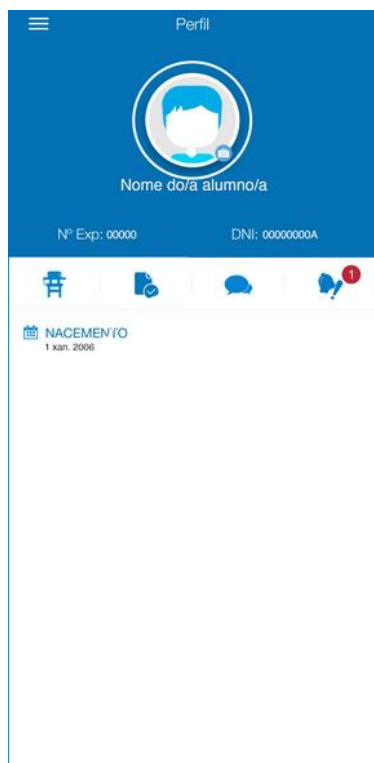 Perfil
Nome do/a alumno/a
Nº Exp: 00000 DNI: 00000000A
1
NACEMENTO
1 xan. 2006